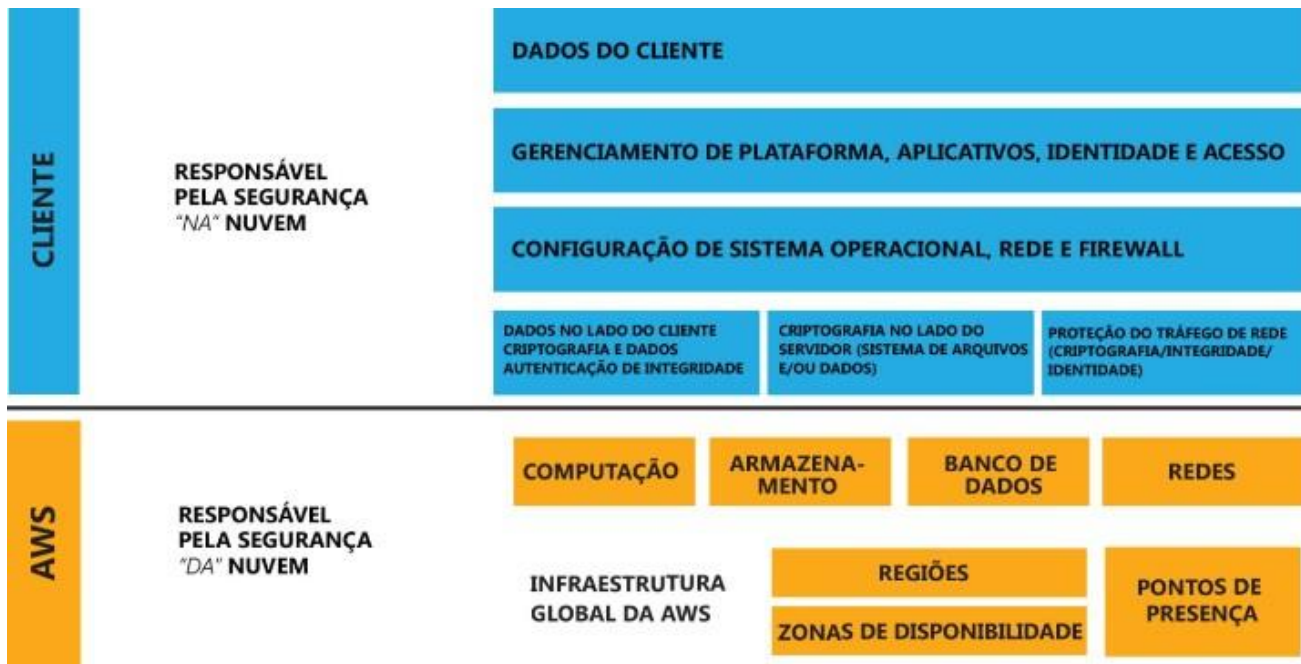 CLIENTE
RESPONSÁVEL
PELA SEGURANÇA
"NA" NUVEM
DADOS DO CLIENTE
GERENCIAMENTO DE PLATAFORMA, APLICATIVOS, IDENTIDADE E ACESSO
CONFIGURAÇÃO DE SISTEMA OPERACIONAL, REDE E FIREWALL
DADOS NO LADO DO CLIENTE
CRIPTOGRAFIA E DADOS
AUTENTICAÇÃO DE INTEGRIDADE
CRIPTOGRAFIA NO LADO DO
SERVIDOR (SISTEMA DE ARQUIVOS
E/OU DADOS)
PROTEÇÃO DO TRÁFEGO DE REDE
(CRIPTOGRAFIA/INTEGRIDADE/
IDENTIDADE)
AWS
RESPONSÁVEL
PELA SEGURANÇA
"DA" NUVEM
COMPUTAÇÃO
ARMAZENA-
MENTO
BANCO DE
DADOS
REDES
INFRAESTRUTURA
GLOBAL DA AWS
REGIÕES
ZONAS DE DISPONIBILIDADE
PONTOS DE
PRESENÇA